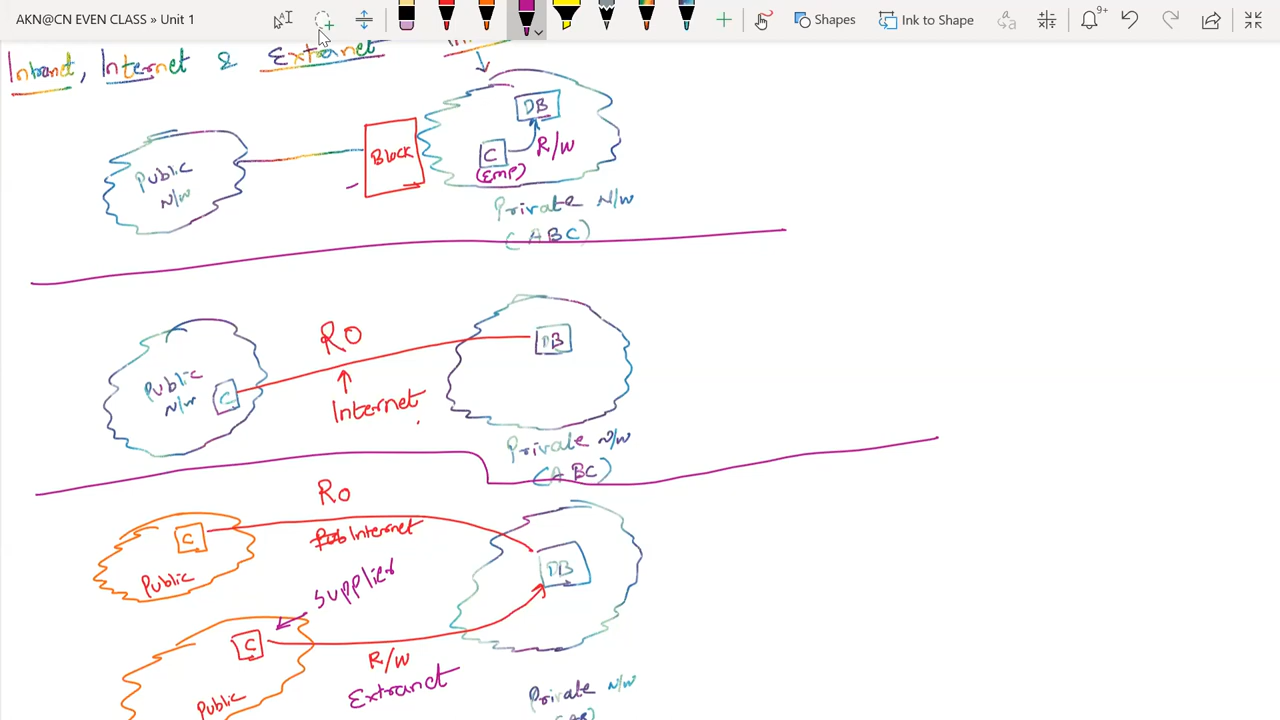 AKN@CN EVEN CLASS » Unit 1
Shapes
Ink to Shape
9+
Intranet, Internet & Extranet
DB
C
R/W
(Emp)
Block
Public
N/W
Private N/W
(ABC)
RO
DB
Public
N/W
C
Internet
Private N/W
(ABC)
RO
C
Internet
Public
DB
Supplier
C
R/W
Extranet
Public
Private N/W